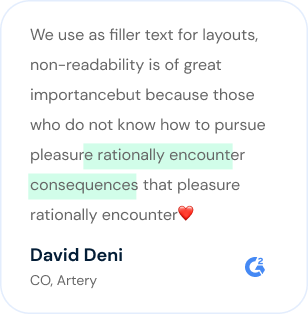 We use as filler text for layouts,
non-readability is of great
importancebut because those
who do not know how to pursue
pleasure rationally encounter
consequences that pleasure
rationally encounter❤️
David Deni
CO, Artery
G2